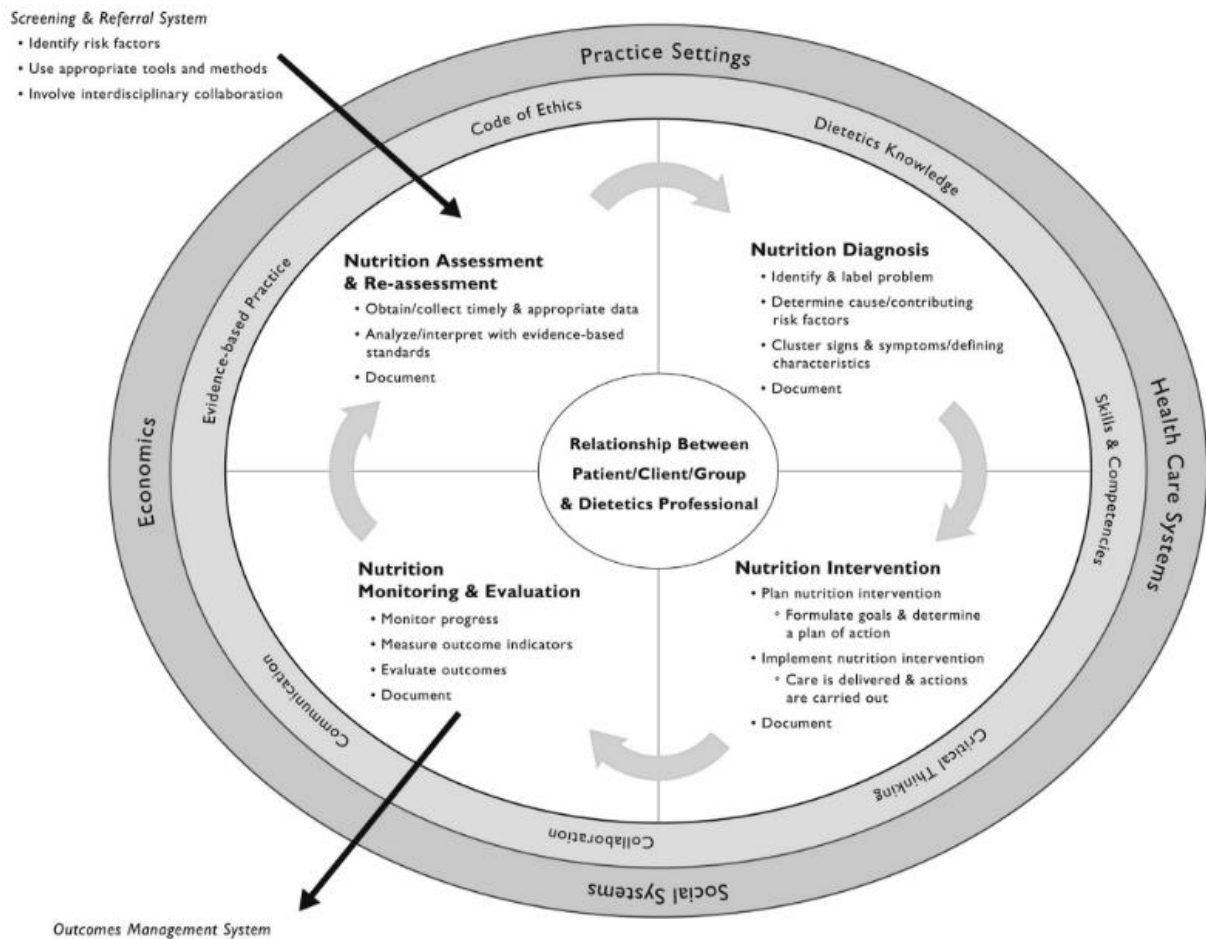 Screening & Referral System
• Identify risk factors
• Use appropriate tools and methods
• Involve interdisciplinary collaboration
Practice Settings
Code of Ethics
Dietetics Knowledge
Evidence-based Practice
Economics
Skills & Competencies
Health Care Systems
Nutrition Assessment
& Re-assessment
• Obtain/collect timely & appropriate data
• Analyze/interpret with evidence-based
standards
• Document
Nutrition Diagnosis
• Identify & label problem
• Determine cause/contributing
risk factors
• Cluster signs & symptoms/defining
characteristics
• Document
Relationship Between
Patient/Client/Group
& Dietetics Professional
Nutrition
Monitoring & Evaluation
• Monitor progress
• Measure outcome indicators
• Evaluate outcomes
• Document
Nutrition Intervention
• Plan nutrition intervention
° Formulate goals & determine
a plan of action
• Implement nutrition intervention
° Care is delivered & actions
are carried out
• Document
Communication
Critical Thinking
Collaboration
Social Systems
Outcomes Management System